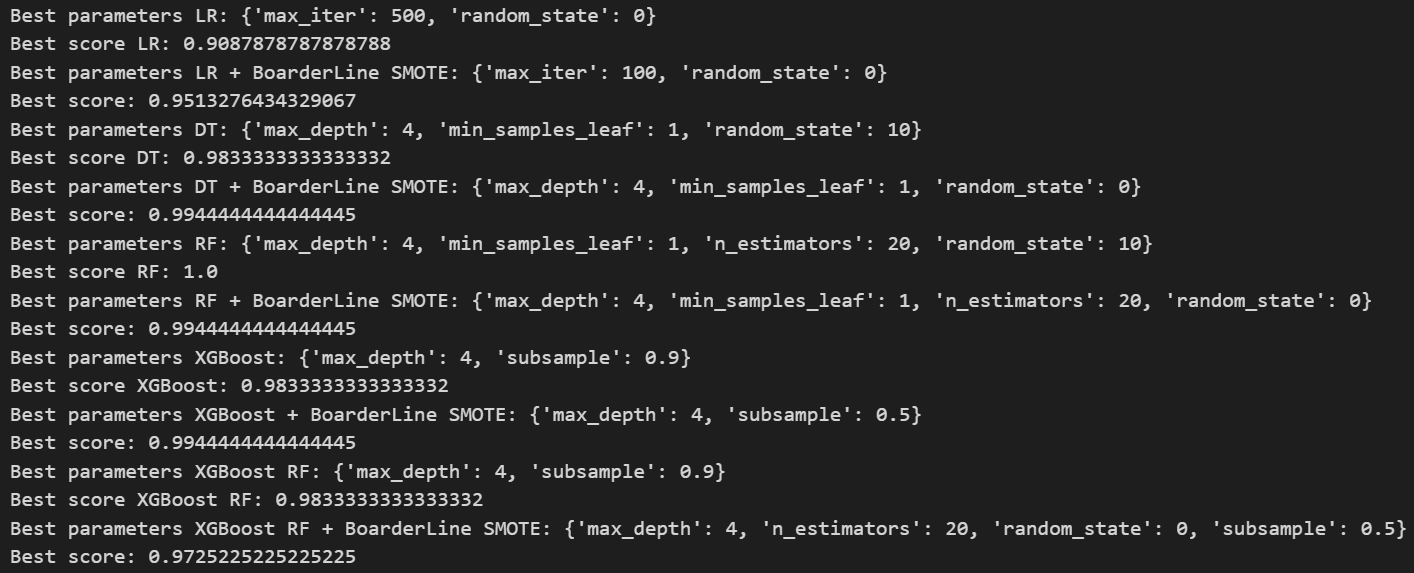 Best parameters LR: {'max_iter': 500, 'random_state': 0}
Best score LR: 0.9087878787878788
Best parameters LR + BoarderLine SMOTE: {'max_iter': 100, 'random_state': 0}
Best score: 0.9513276434329067
Best parameters DT: {'max_depth': 4, 'min_samples_leaf': 1, 'random_state': 10}
Best score DT: 0.9833333333333332
Best parameters DT + BoarderLine SMOTE: {'max_depth': 4, 'min_samples_leaf': 1, 'random_state': 0}
Best score: 0.9944444444444445
Best parameters RF: {'max_depth': 4, 'min_samples_leaf': 1, 'n_estimators': 20, 'random_state': 10}
Best score RF: 1.0
Best parameters RF + BoarderLine SMOTE: {'max_depth': 4, 'min_samples_leaf': 1, 'n_estimators': 20, 'random_state': 0}
Best score: 0.9944444444444445
Best parameters XGBoost: {'max_depth': 4, 'subsample': 0.9}
Best score XGBoost: 0.9833333333333332
Best parameters XGBoost + BoarderLine SMOTE: {'max_depth': 4, 'subsample': 0.5}
Best score: 0.9944444444444445
Best parameters XGBoost RF: {'max_depth': 4, 'subsample': 0.9}
Best score XGBoost RF: 0.9833333333333332
Best parameters XGBoost RF + BoarderLine SMOTE: {'max_depth': 4, 'n_estimators': 20, 'random_state': 0, 'subsample': 0.5}
Best score: 0.9725225225225225